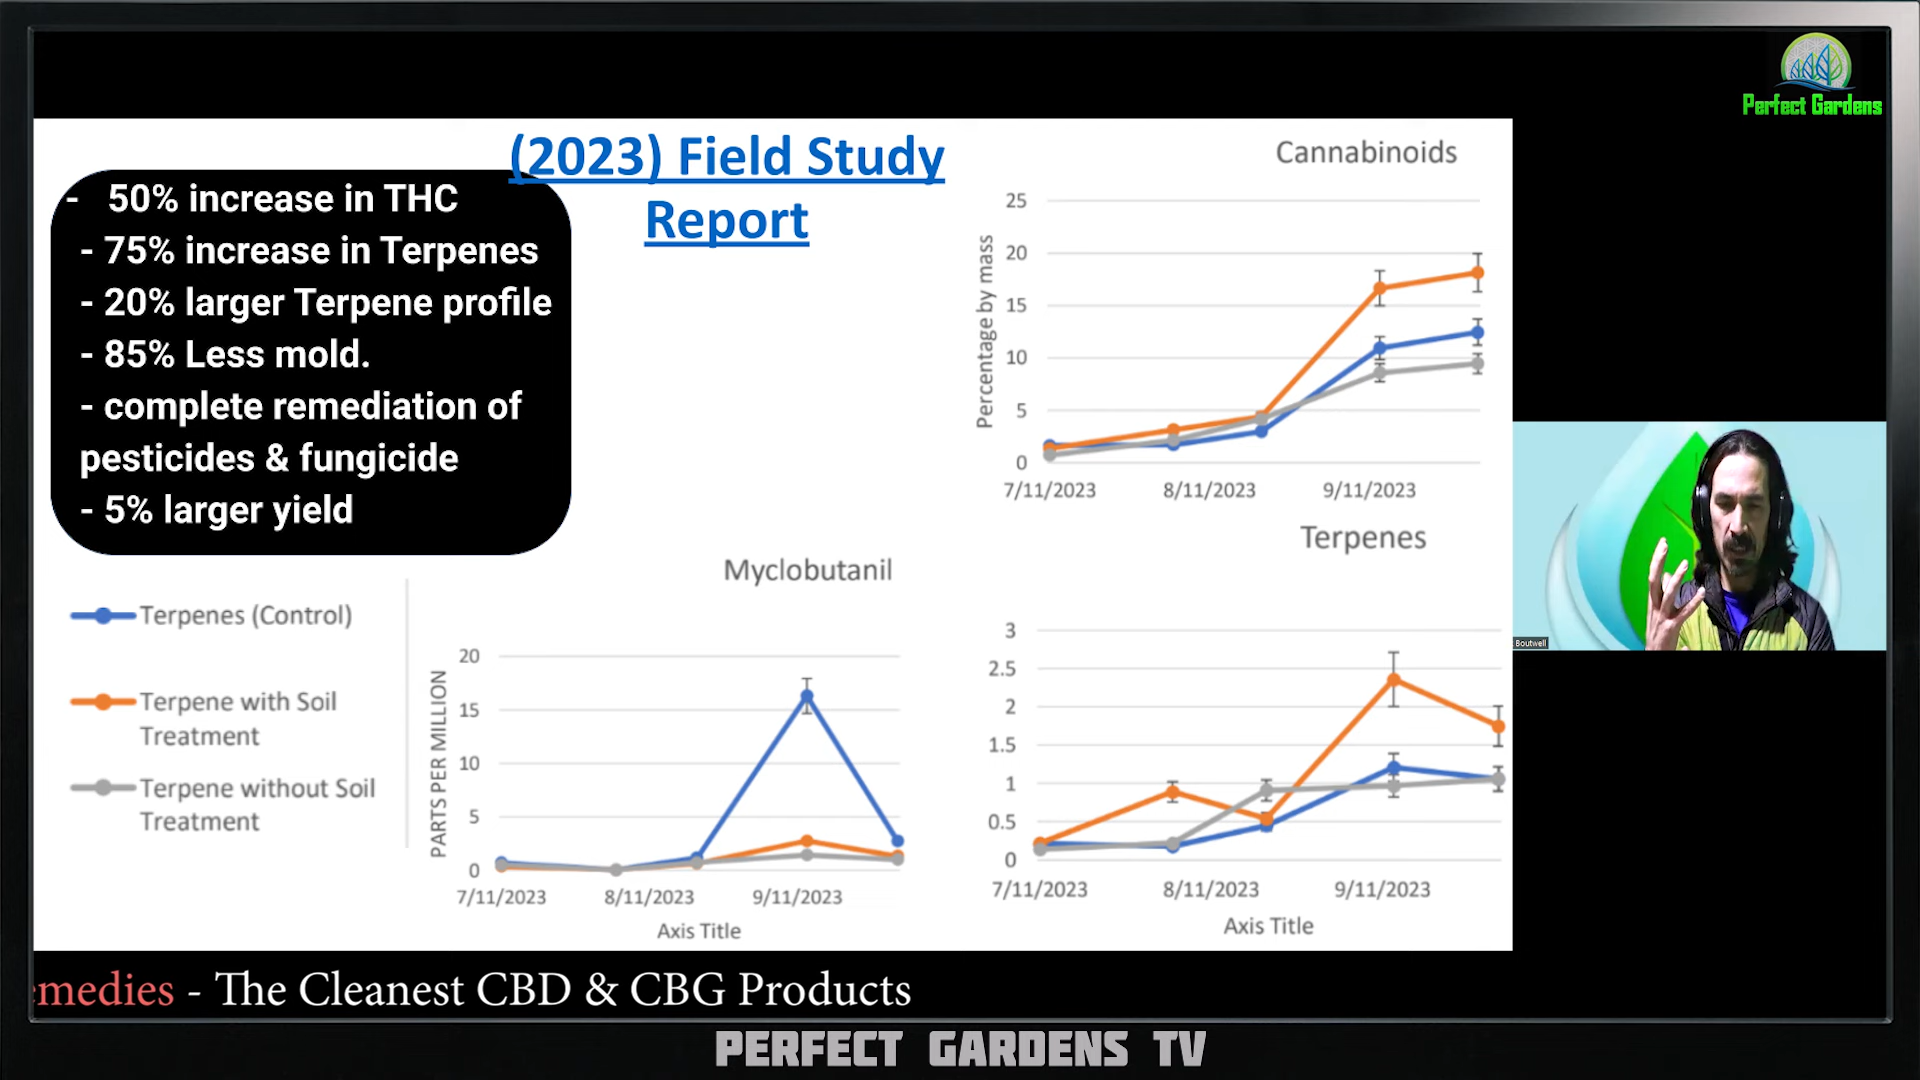 Perfect Gardens
(2023) Field Study
Report
- 50% increase in THC
- 75% increase in Terpenes
- 20% larger Terpene profile
- 85% Less mold.
- complete remediation of
pesticides & fungicide
- 5% larger yield
Cannabinoids
Percentage by mass
25
20
15
10
5
0
7/11/2023 8/11/2023 9/11/2023
Terpenes (Control)
Terpene with Soil
Treatment
Terpene without Soil
Treatment
Myclobutanil
PARTS PER MILLION
20
15
10
5
0
7/11/2023 8/11/2023 9/11/2023
Axis Title
Terpenes
3
2.5
2
1.5
1
0.5
0
7/11/2023 8/11/2023 9/11/2023
Axis Title
Boutwell
emedies - The Cleanest CBD & CBG Products
PERFECT GARDENS TV